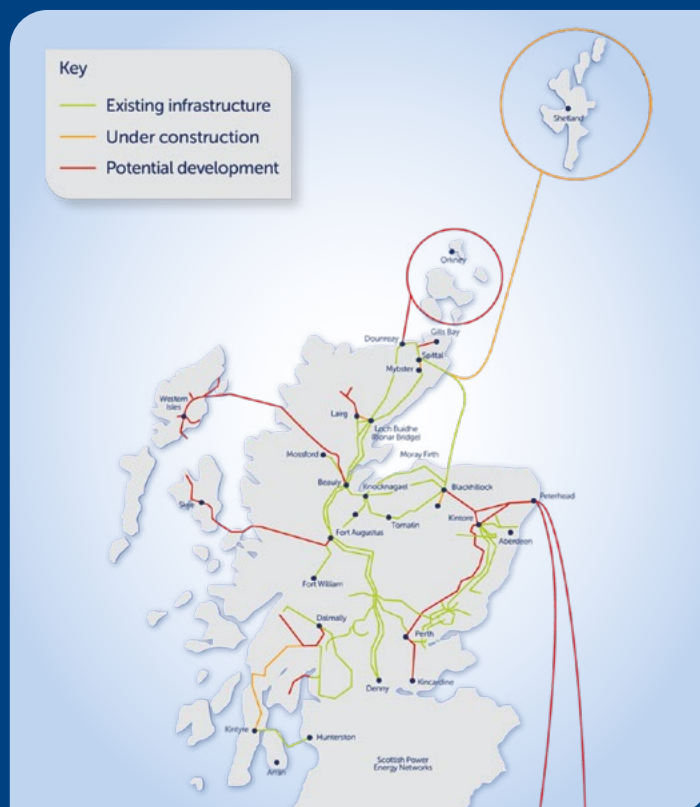 Key
Existing infrastructure
Under construction
Potential development
Shetland
Orkney
Gills Bay
Dounreay
Spittal
Mybster
Western
Isles
Lairg
Loch Buidhe
(Bonar Bridge)
Mossford
Moray Firth
Beauly
Knocknagael
Blackhillock
Peterhead
Skye
Kintore
Tomatin
Fort Augustus
Aberdeen
Fort William
Dalmally
Perth
Denny
Kincardine
Kintyre
Hunterston
Arran
Scottish Power
Energy Networks